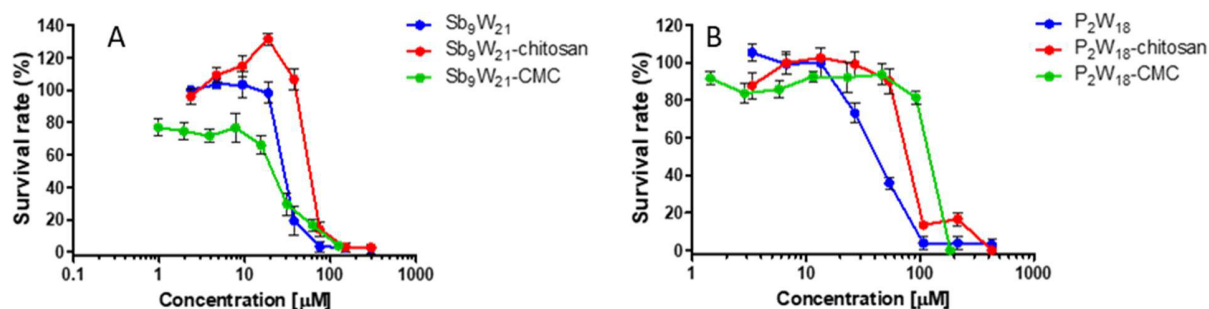 A
Survival rate (%)
140
120
100
80
60
40
20
0
0.1
1
10
100
1000
Concentration [µM]
Sb₉W₂₁
Sb₉W₂₁-chitosan
Sb₉W₂₁-CMC
B
Survival rate (%)
120
100
80
60
40
20
0
1
10
100
1000
Concentration [µM]
P₂W₁₈
P₂W₁₈-chitosan
P₂W₁₈-CMC